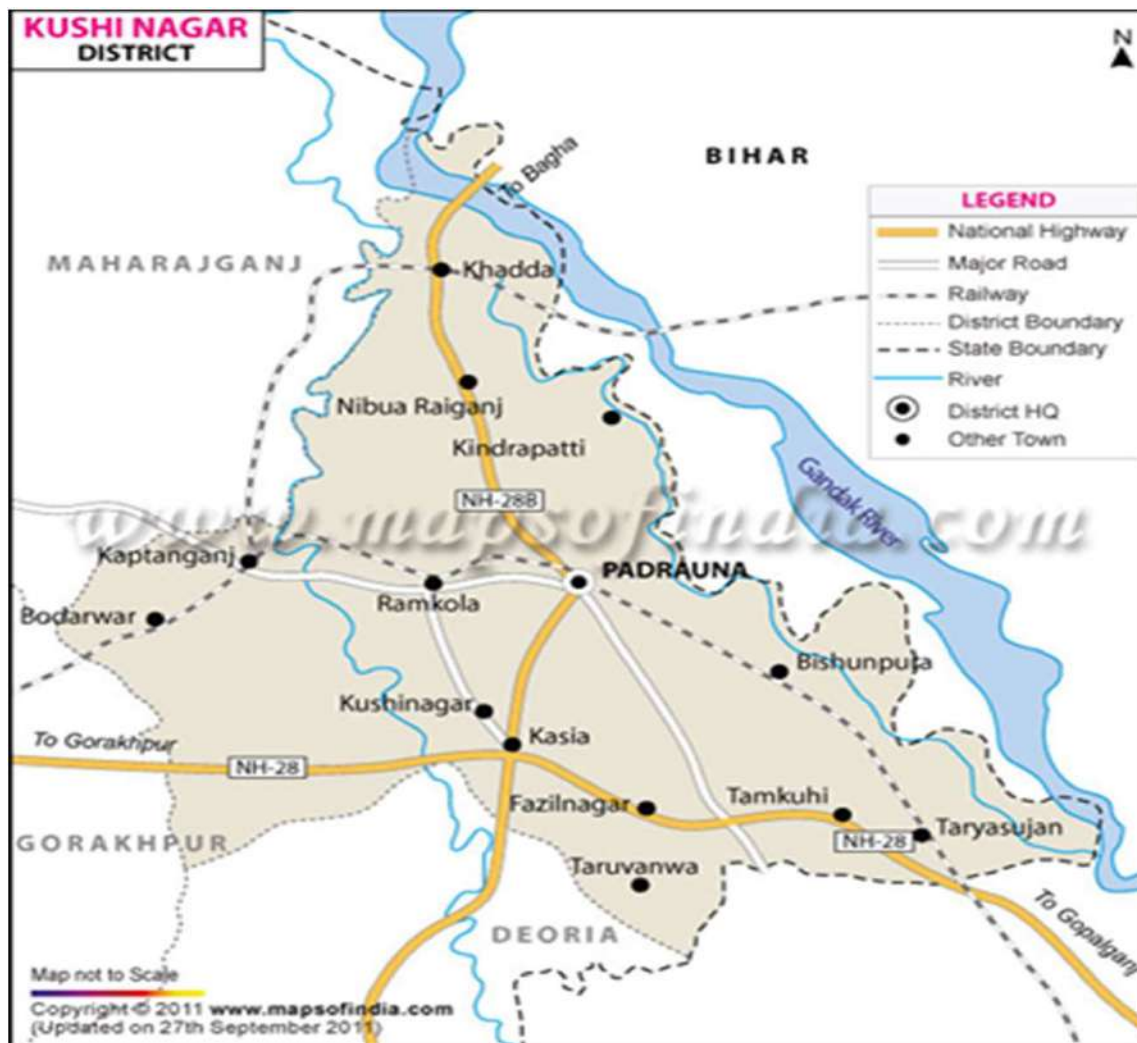 KUSHI NAGAR
DISTRICT
N
BIHAR
To Bagha
LEGEND
National Highway
Major Road
Railway
District Boundary
State Boundary
River
District HQ
Other Town
MAHARAJGANJ
Khadda
Nibua Raiganj
Kindrapatti
Gandak River
NH-28B
www.mapsofindia.com
Kaptanganj
PADRAUNA
Ramkola
Bodarwar
Bishunpura
Kushinagar
Kasia
To Gorakhpur
NH-28
Fazilnagar
Tamkuhi
Taryasujan
NH-28
GORAKHPUR
Taruvanwa
To Gopalganj
DEORIA
Map not to Scale
Copyright © 2011 www.mapsofindia.com
(Updated on 27th September 2011)